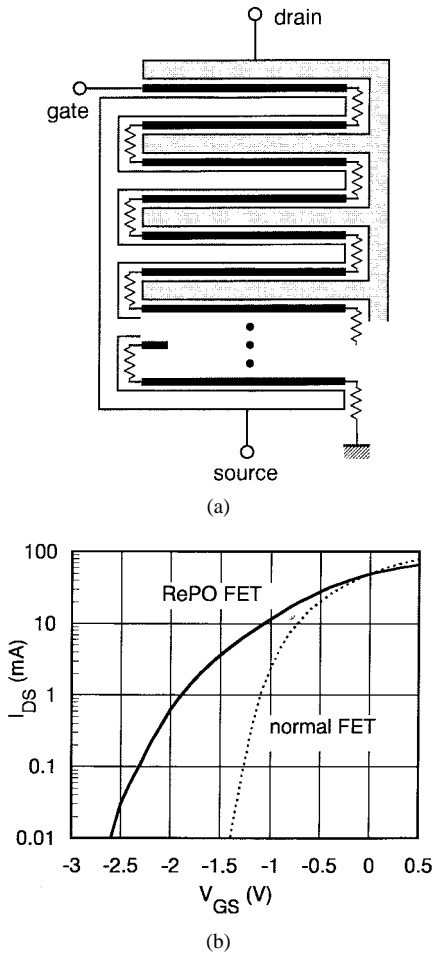 drain
gate
source
(a)
100
10
1
0.1
0.01
I_DS (mA)
RePO FET
normal FET
-3 -2.5 -2 -1.5 -1 -0.5 0 0.5
V_GS (V)
(b)